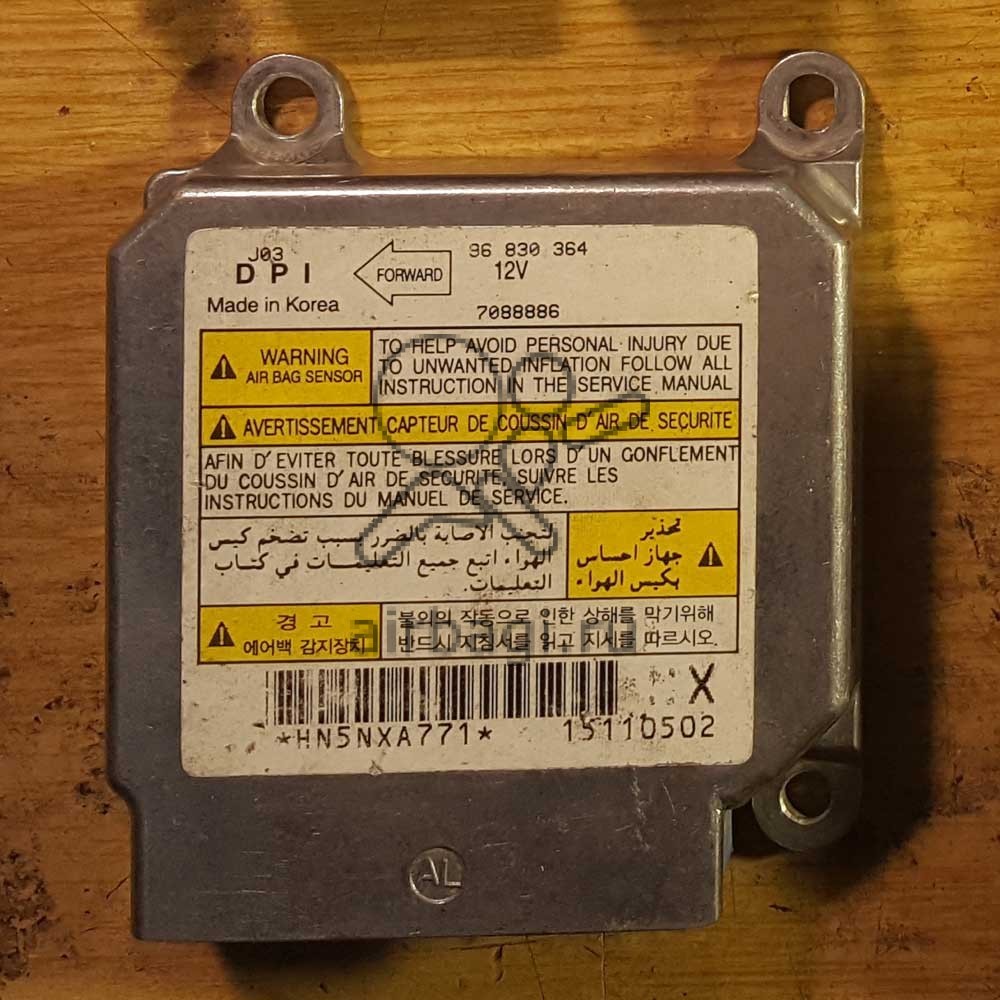 J03
DPI
FORWARD
96 830 364
12V
Made in Korea
7088886
WARNING
AIR BAG SENSOR
TO HELP AVOID PERSONAL INJURY DUE
TO UNWANTED INFLATION FOLLOW ALL
INSTRUCTION IN THE SERVICE MANUAL
AVERTISSEMENT CAPTEUR DE COUSSIN D'AIR DE SECURITE
AFIN D'EVITER TOUTE BLESSURE LORS D'UN GONFLEMENT
DU COUSSIN D'AIR DE SECURITE, SUIVRE LES
INSTRUCTIONS DU MANUEL DE SERVICE.
تحذير
جهاز احساس
بكيس الهواء
لتجنب الاصابة بالضرر بسبب تضخم كيس
الهواء اتبع جميع التعليمات في كتاب
التعليمات.
경 고
에어백 감지장치
불의의 작동으로 인한 상해를 막기위해
반드시 지침서를 읽고 지시를 따르시오.
airbagi.ru
X
*HN5NXA771*
15110502
AL